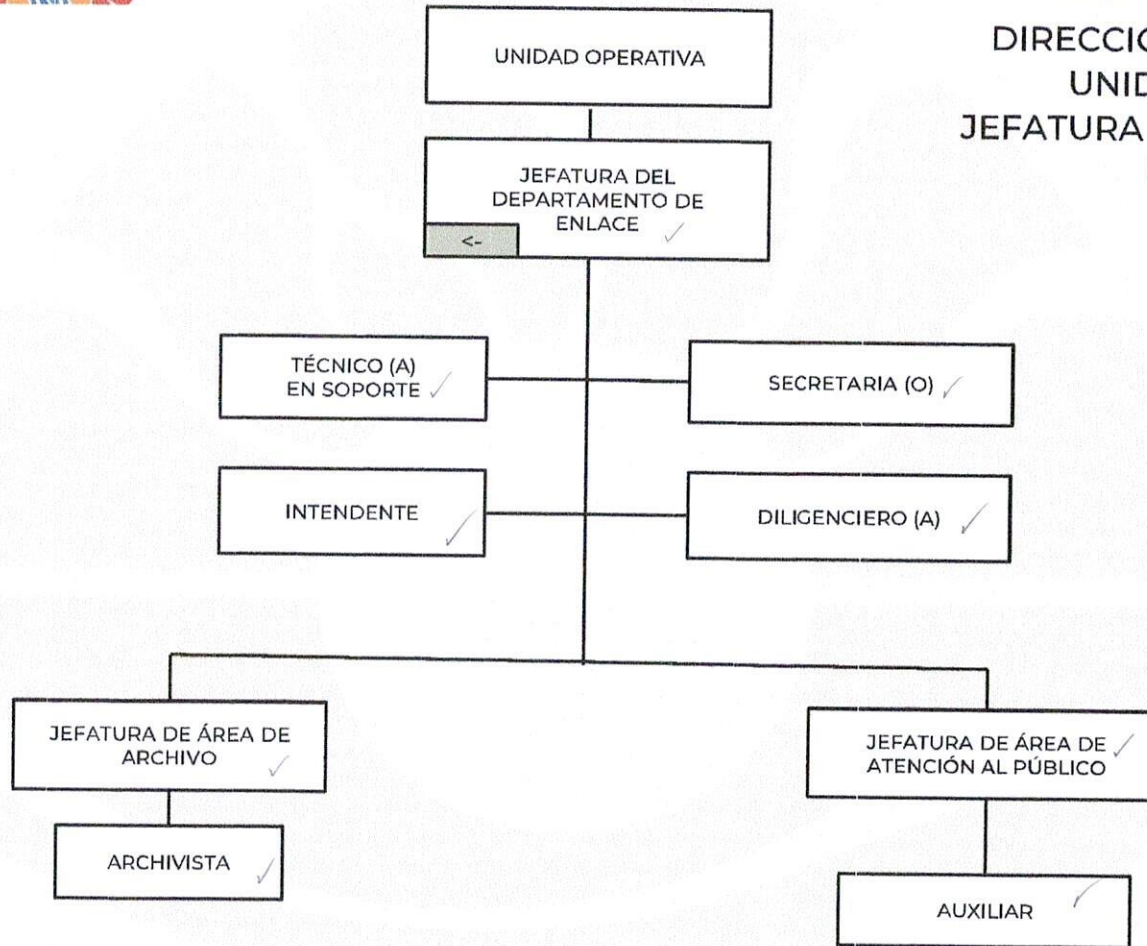 DIRECCIÓ
UNID
JEFATURA
UNIDAD OPERATIVA
JEFATURA DEL
DEPARTAMENTO DE
ENLACE
<-
TÉCNICO (A)
EN SOPORTE
SECRETARIA (O)
INTENDENTE
DILIGENCIERO (A)
JEFATURA DE ÁREA DE
ARCHIVO
JEFATURA DE ÁREA DE
ATENCIÓN AL PÚBLICO
ARCHIVISTA
AUXILIAR